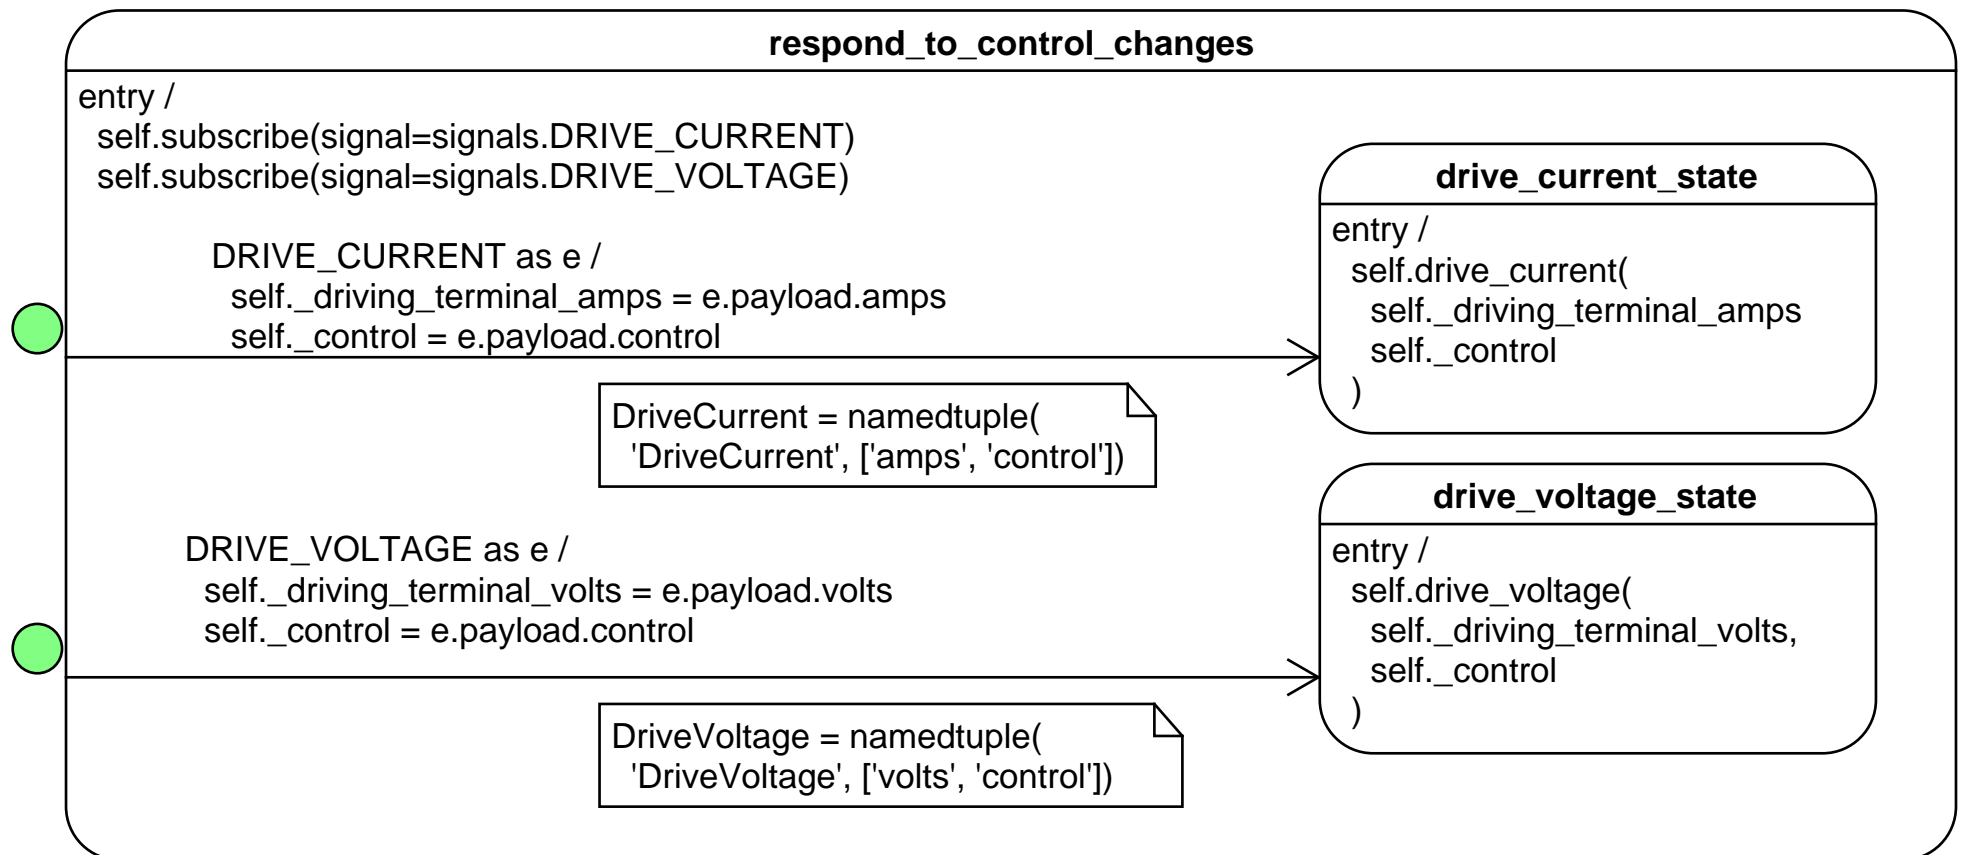 respond_to_control_changes
entry /
self.subscribe(signal=signals.DRIVE_CURRENT)
self.subscribe(signal=signals.DRIVE_VOLTAGE)
DRIVE_CURRENT as e /
self._driving_terminal_amps = e.payload.amps
self._control = e.payload.control
drive_current_state
entry /
self.drive_current(
self._driving_terminal_amps
self._control
)
DriveCurrent = namedtuple(
'DriveCurrent', ['amps', 'control'])
DRIVE_VOLTAGE as e /
self._driving_terminal_volts = e.payload.volts
self._control = e.payload.control
drive_voltage_state
entry /
self.drive_voltage(
self._driving_terminal_volts,
self._control
)
DriveVoltage = namedtuple(
'DriveVoltage', ['volts', 'control'])